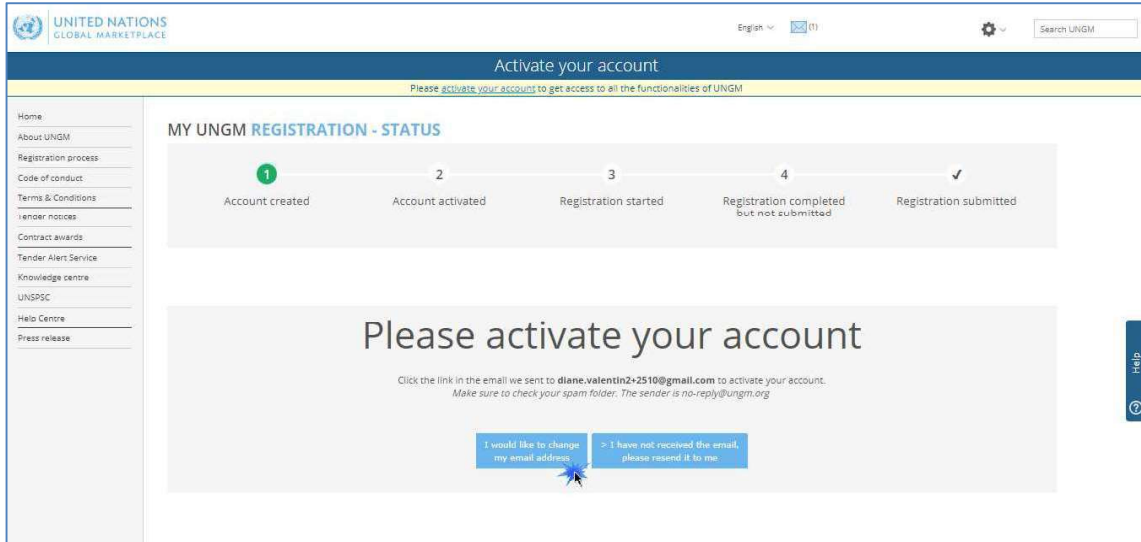 UNITED NATIONS
GLOBAL MARKETPLACE
English
(1)
Search UNGM
Activate your account
Please activate your account to get access to all the functionalities of UNGM
Home
About UNGM
Registration process
Code of conduct
Terms & Conditions
Tender notices
Contract awards
Tender Alert Service
Knowledge centre
UNSPSC
Help Centre
Press release
MY UNGM REGISTRATION - STATUS
1
2
3
4
Account created
Account activated
Registration started
Registration completed
but not submitted
Registration submitted
Please activate your account
Click the link in the email we sent to diane.valentin2+2510@gmail.com to activate your account.
Make sure to check your spam folder. The sender is no-reply@ungm.org
I would like to change
my email address
> I have not received the email,
please resend it to me
Help
?